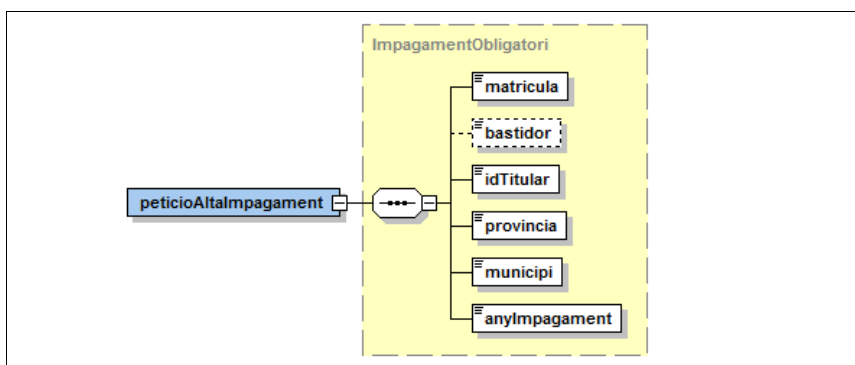 ImpagamentObligatori
matricula
bastidor
idTitular
peticioAltaImpagament
provincia
municipi
anyImpagament